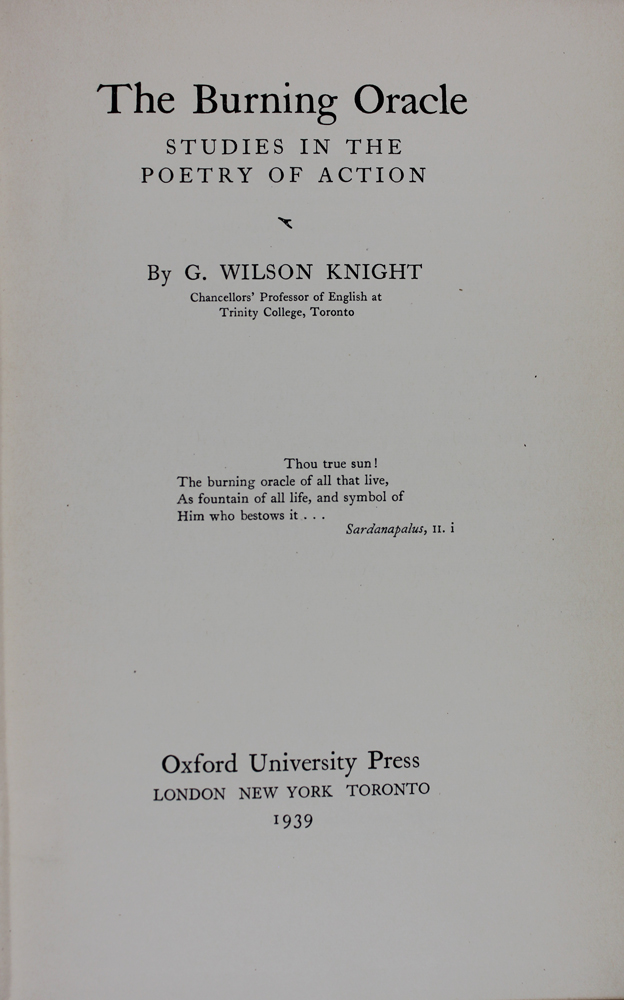 The Burning Oracle
STUDIES IN THE
POETRY OF ACTION
By G. WILSON KNIGHT
Chancellors' Professor of English at
Trinity College, Toronto
Thou true sun!
The burning oracle of all that live,
As fountain of all life, and symbol of
Him who bestows it . . .
Sardanapalus, II. i
Oxford University Press
LONDON NEW YORK TORONTO
1939